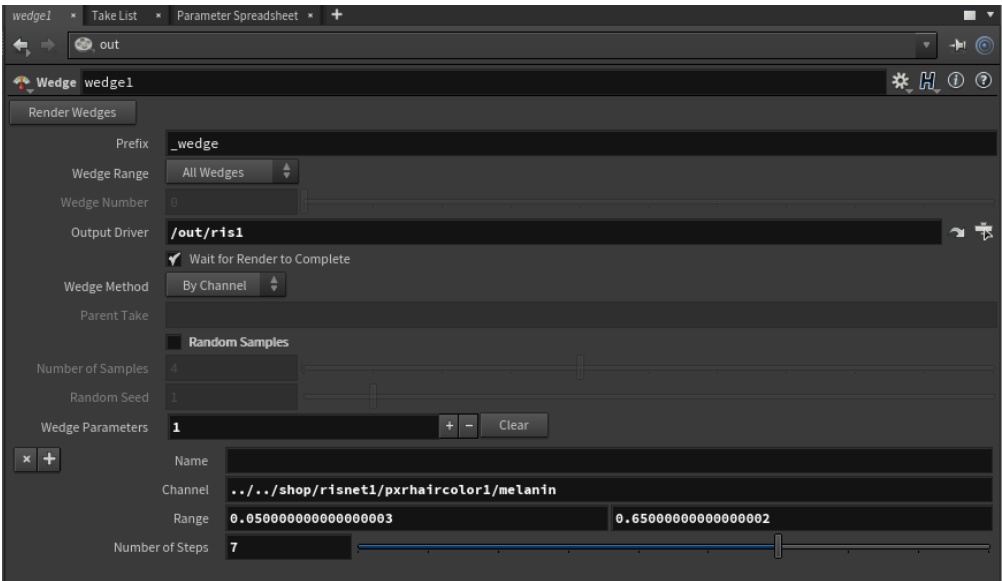 wedge1 × Take List × Parameter Spreadsheet × +
out
Wedge wedge1
Render Wedges
Prefix _wedge
Wedge Range All Wedges
Wedge Number 0
Output Driver /out/ris1
Wait for Render to Complete
Wedge Method By Channel
Parent Take
Random Samples
Number of Samples 4
Random Seed 1
Wedge Parameters 1 + - Clear
× + Name
Channel ../../shop/risnet1/pxrhaircolor1/melanin
Range 0.050000000000000003 0.65000000000000002
Number of Steps 7